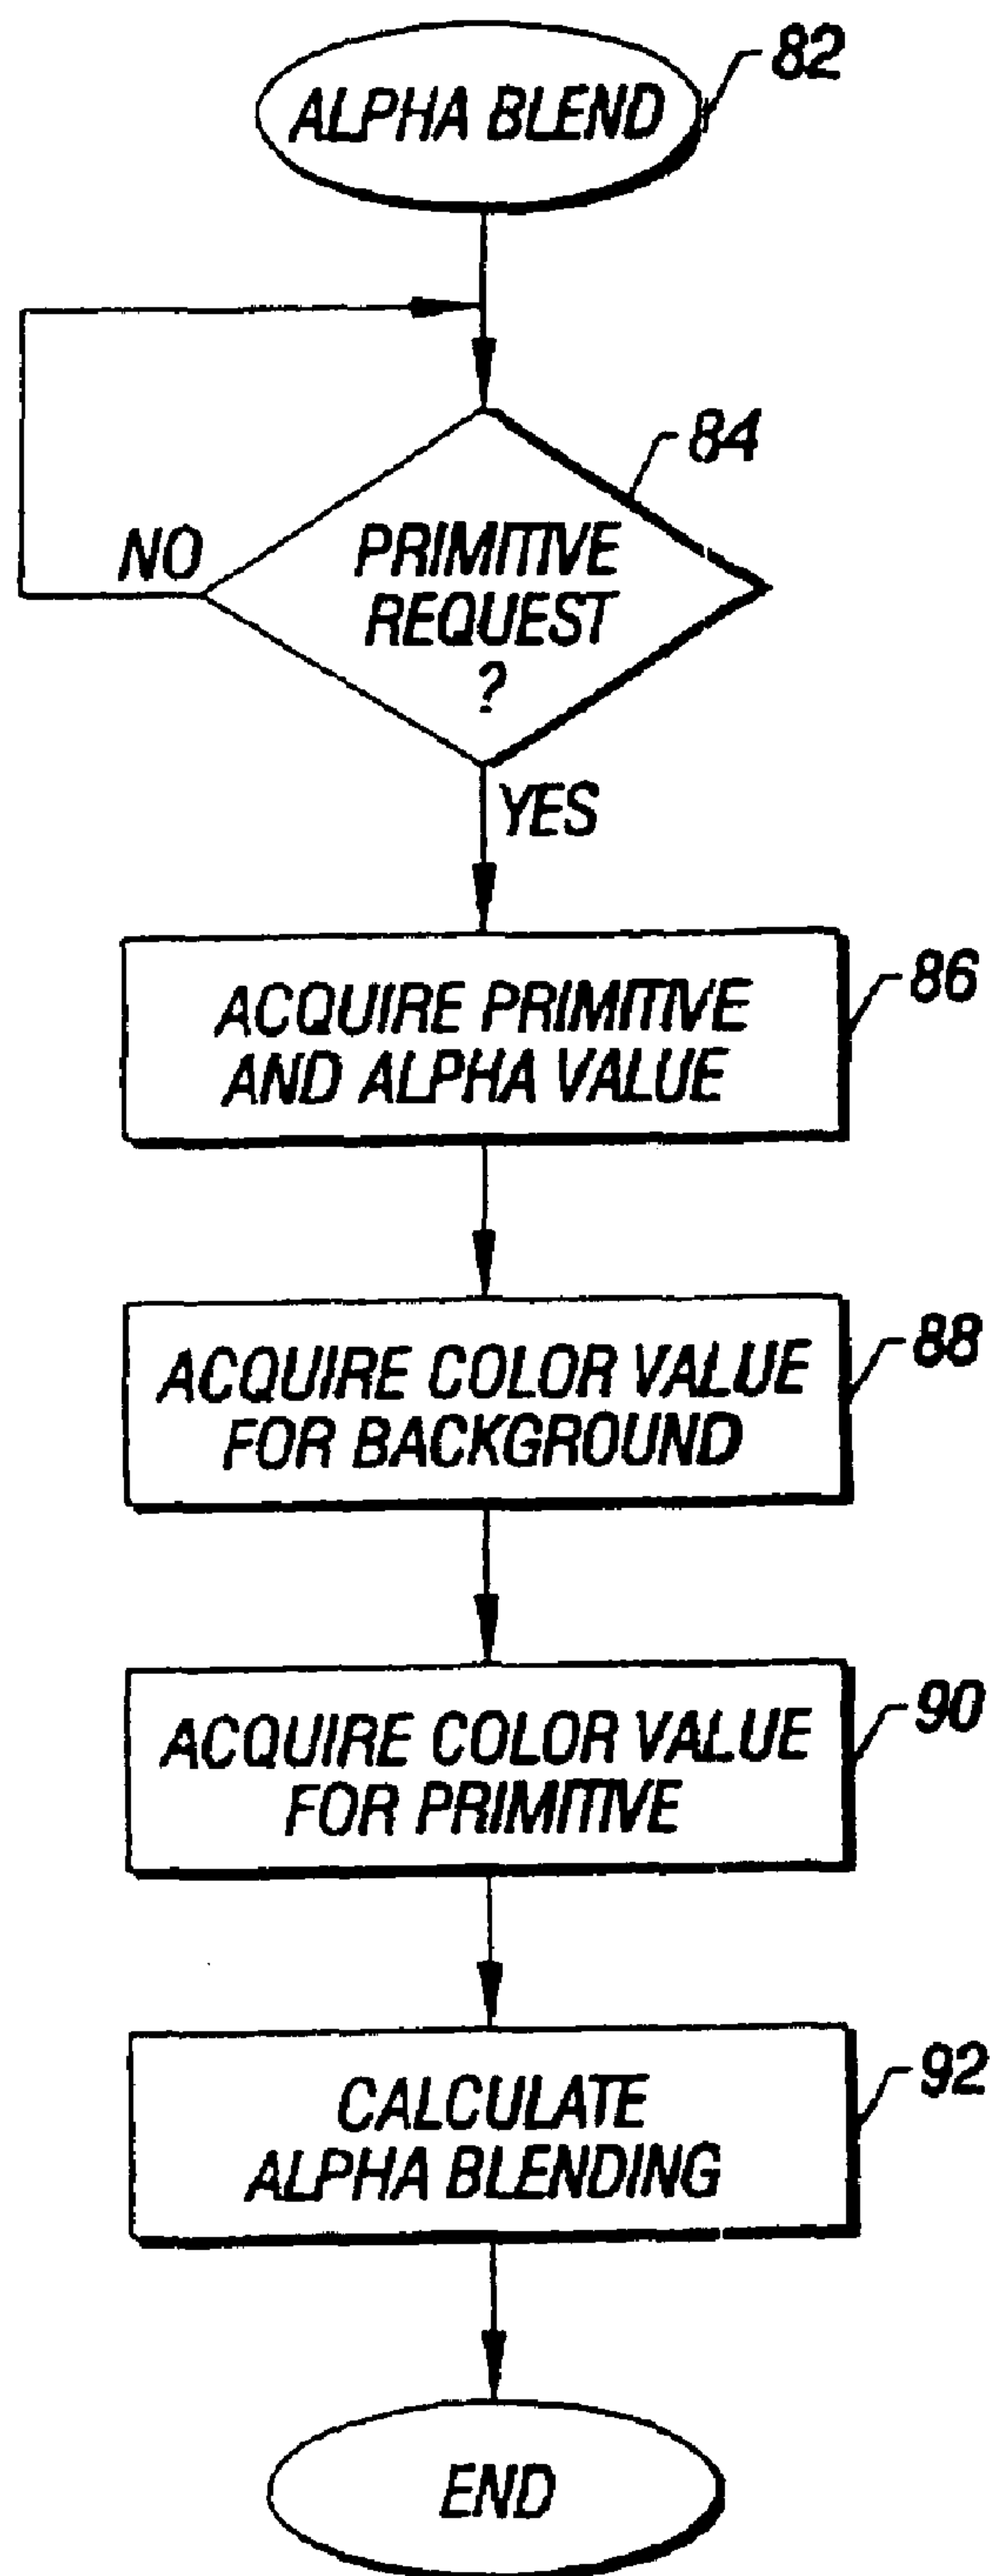 ALPHA BLEND
82
84
NO
PRIMITIVE
REQUEST
?
YES
ACQUIRE PRIMITIVE
AND ALPHA VALUE
86
ACQUIRE COLOR VALUE
FOR BACKGROUND
88
ACQUIRE COLOR VALUE
FOR PRIMITIVE
90
CALCULATE
ALPHA BLENDING
92
END